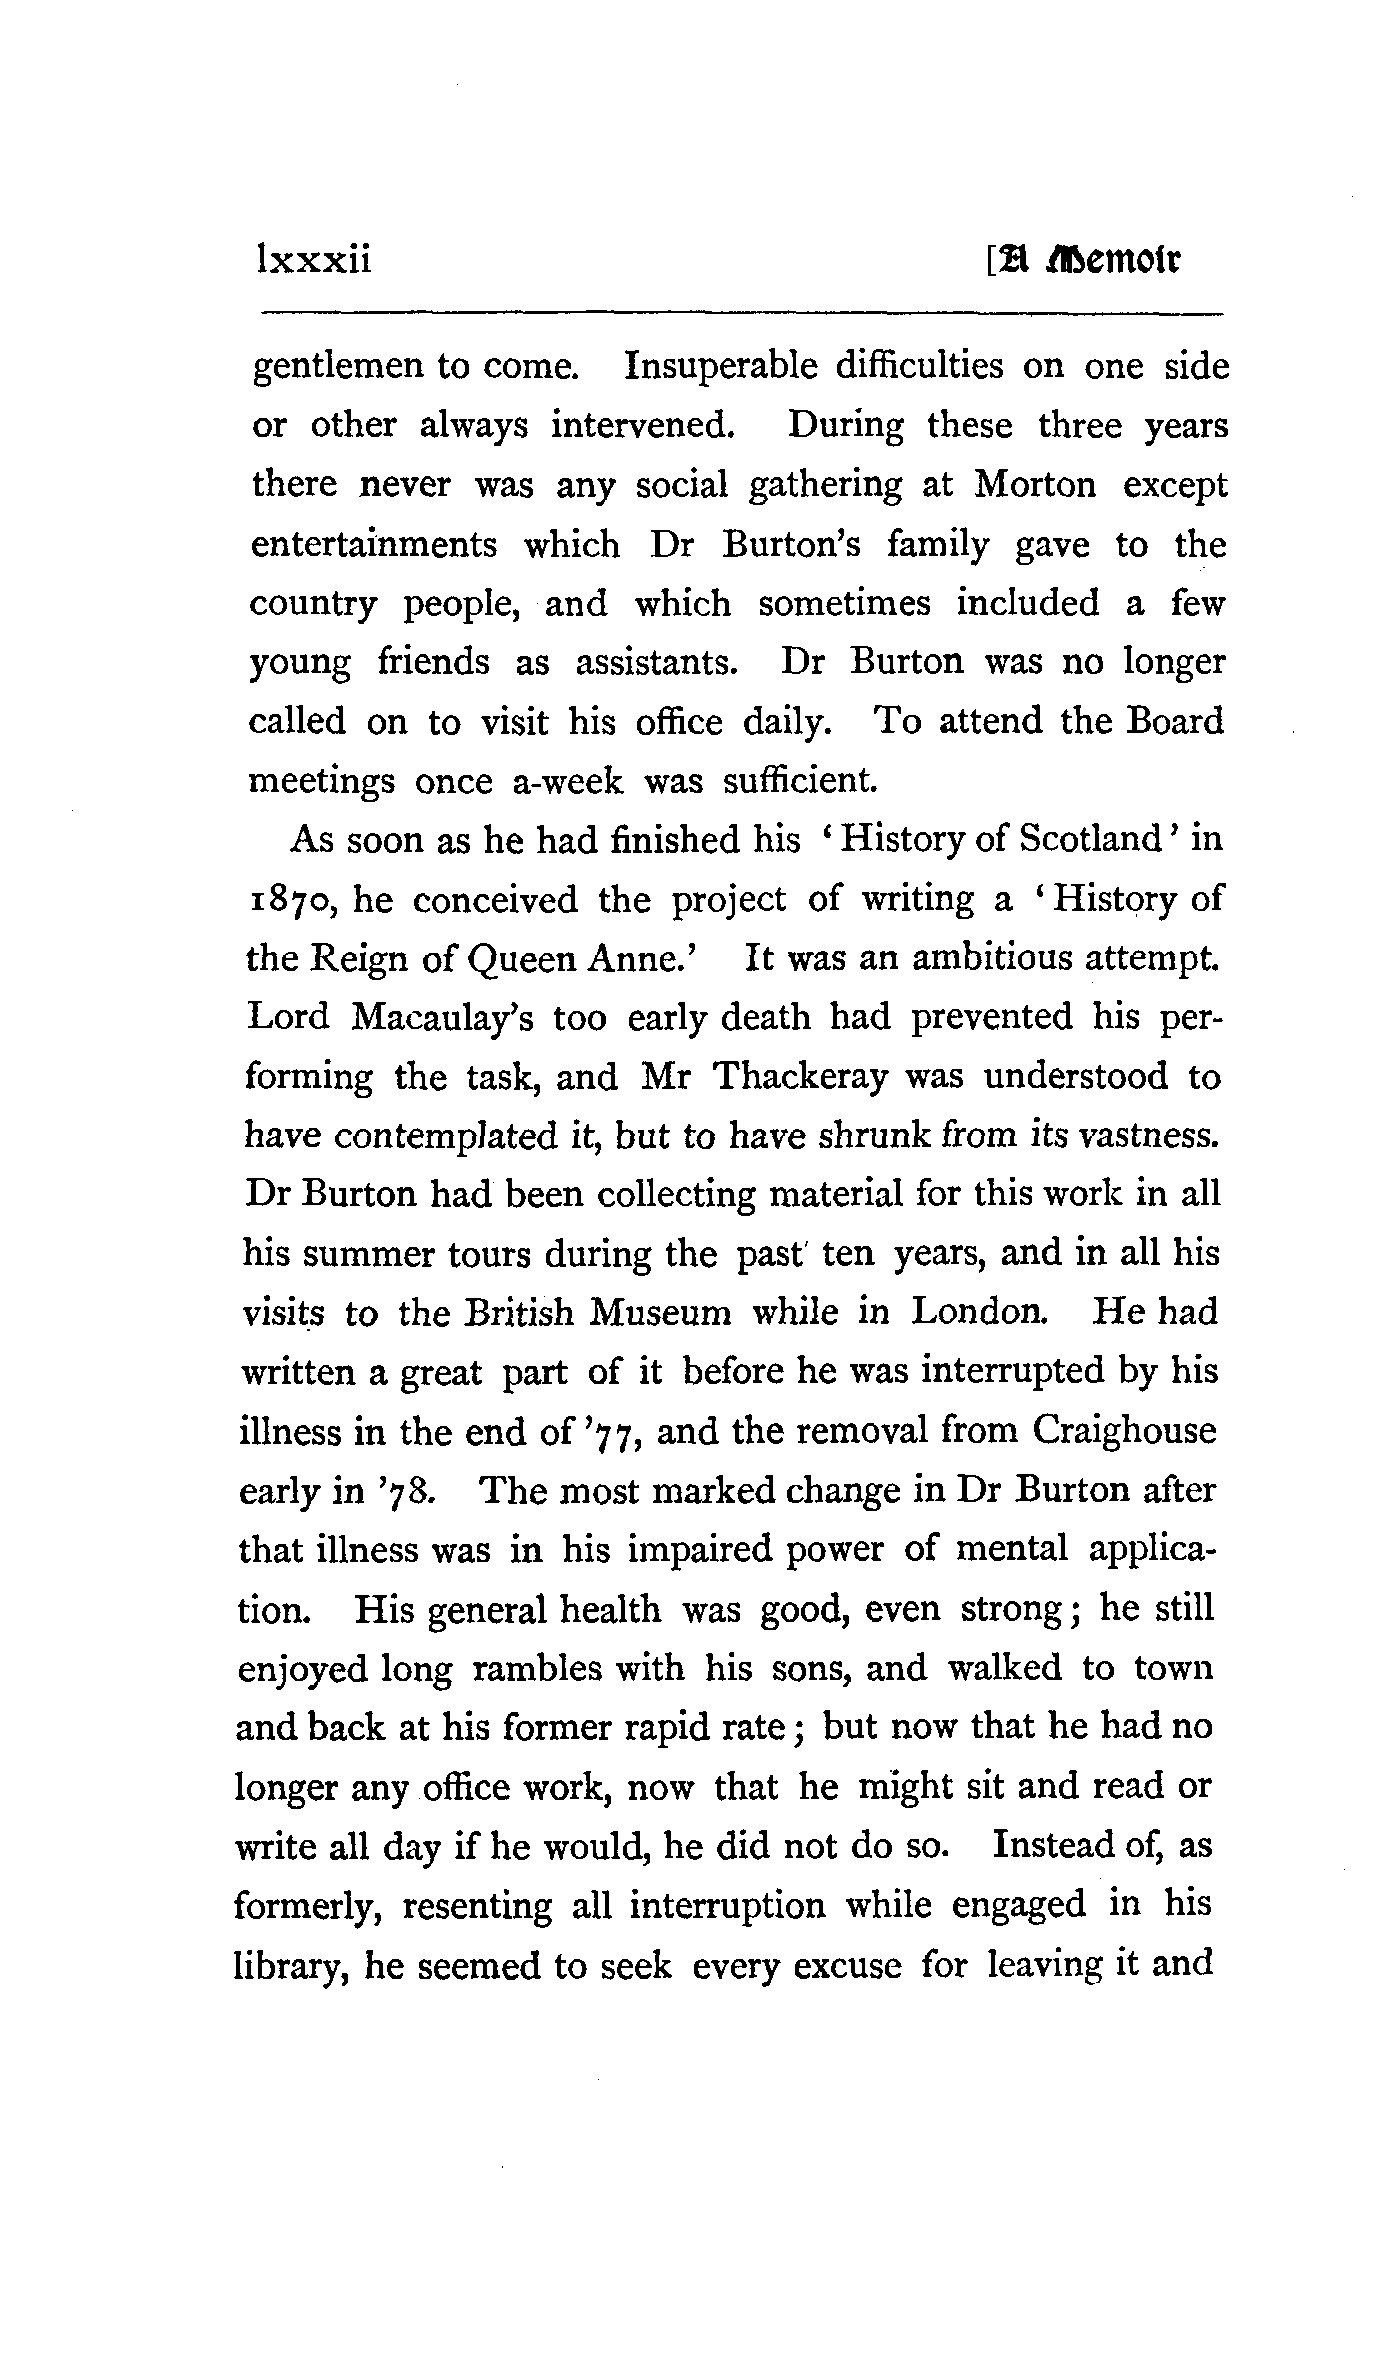 lxxxii [A Memoir
gentlemen to come. Insuperable difficulties on one side
or other always intervened. During these three years
there never was any social gathering at Morton except
entertainments which Dr Burton's family gave to the
country people, and which sometimes included a few
young friends as assistants. Dr Burton was no longer
called on to visit his office daily. To attend the Board
meetings once a-week was sufficient.
As soon as he had finished his ‘History of Scotland’ in
1870, he conceived the project of writing a ‘History of
the Reign of Queen Anne.’ It was an ambitious attempt.
Lord Macaulay's too early death had prevented his per-
forming the task, and Mr Thackeray was understood to
have contemplated it, but to have shrunk from its vastness.
Dr Burton had been collecting material for this work in all
his summer tours during the past ten years, and in all his
visits to the British Museum while in London. He had
written a great part of it before he was interrupted by his
illness in the end of ’77, and the removal from Craighouse
early in ’78. The most marked change in Dr Burton after
that illness was in his impaired power of mental applica-
tion. His general health was good, even strong; he still
enjoyed long rambles with his sons, and walked to town
and back at his former rapid rate; but now that he had no
longer any office work, now that he might sit and read or
write all day if he would, he did not do so. Instead of, as
formerly, resenting all interruption while engaged in his
library, he seemed to seek every excuse for leaving it and